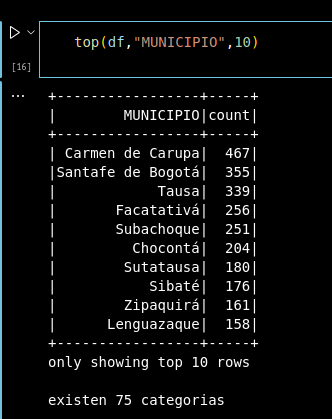 top(df,"MUNICIPIO",10)
[16]
...
+-----------------+-----+
|        MUNICIPIO|count|
+-----------------+-----+
| Carmen de Carupa|  467|
|Santafe de Bogotá|  355|
|            Tausa|  339|
|       Facatativá|  256|
|       Subachoque|  251|
|         Chocontá|  204|
|        Sutatausa|  180|
|           Sibaté|  176|
|        Zipaquirá|  161|
|      Lenguazaque|  158|
+-----------------+-----+
only showing top 10 rows
existen 75 categorias